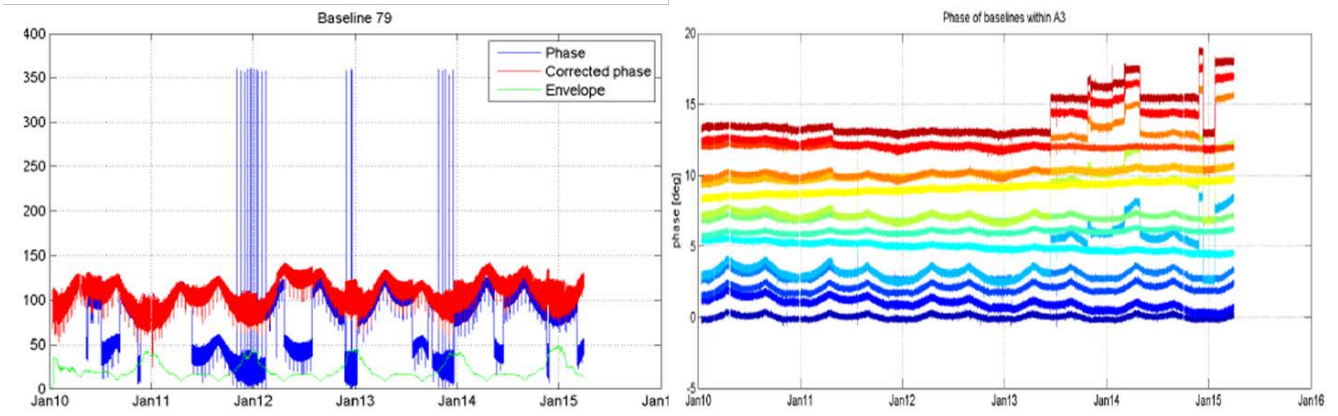 Baseline 79
400
350
300
250
200
150
100
50
0
Phase
Corrected phase
Envelope
Jan10 Jan11 Jan12 Jan13 Jan14 Jan15 Jan1
Phase of baselines within A3
phase [deg]
20
15
10
5
0
-5
Jan10 Jan11 Jan12 Jan13 Jan14 Jan15 Jan16